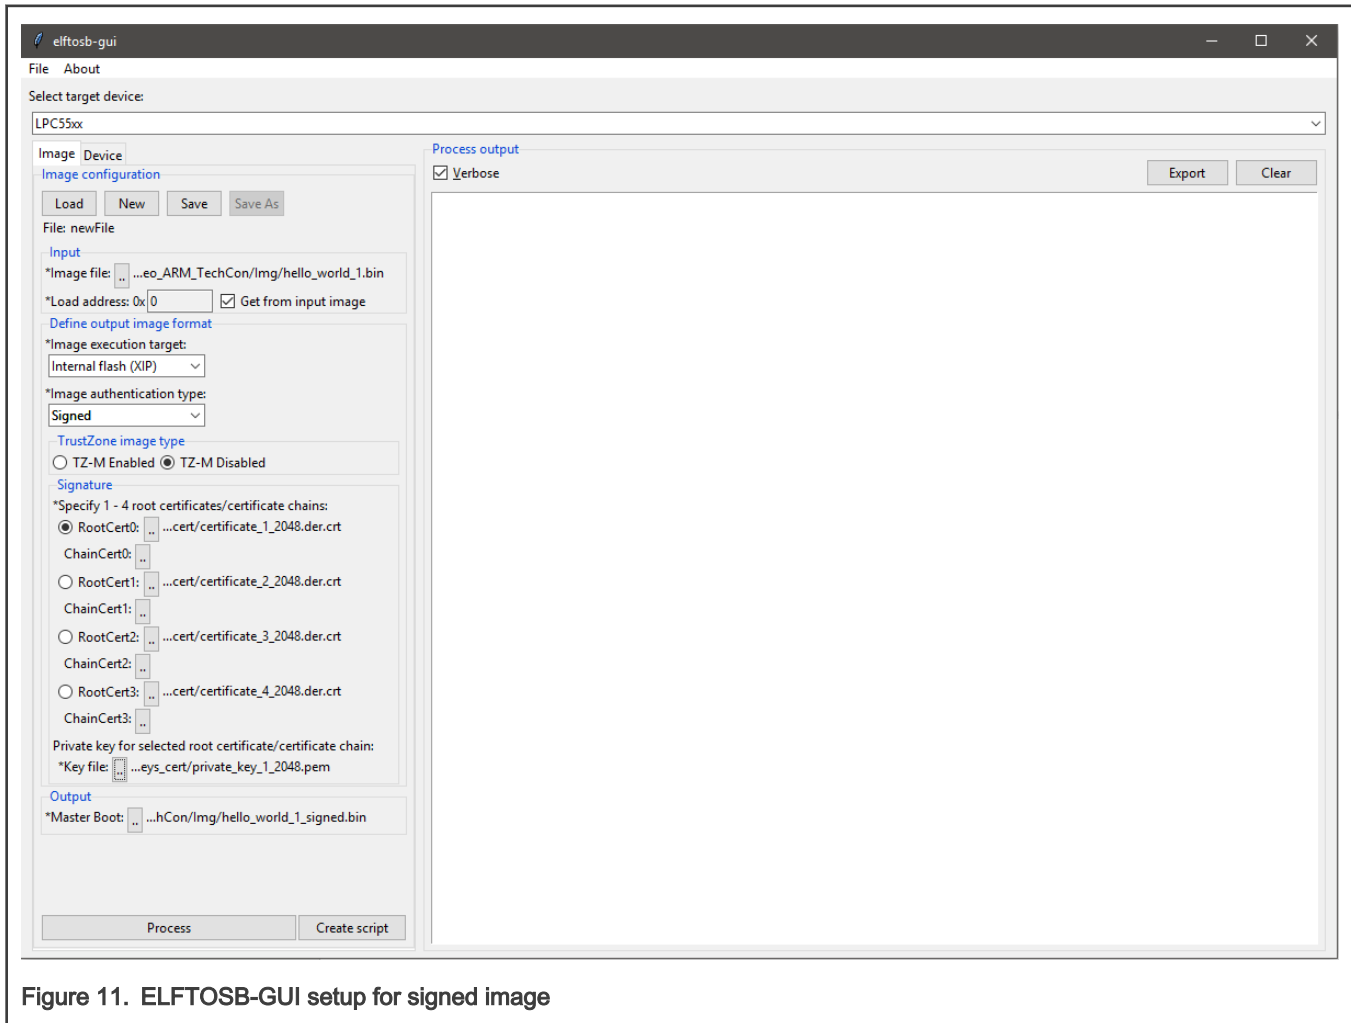 elftosb-gui
File About
Select target device:
LPC55xx
Image Device
Image configuration
Load New Save Save As
File: newFile
Input
*Image file: .. ...eo_ARM_TechCon/Img/hello_world_1.bin
*Load address: 0x 0 Get from input image
Define output image format
*Image execution target:
Internal flash (XIP)
*Image authentication type:
Signed
TrustZone image type
TZ-M Enabled TZ-M Disabled
Signature
*Specify 1 - 4 root certificates/certificate chains:
RootCert0: .. ...cert/certificate_1_2048.der.crt
ChainCert0: ..
RootCert1: .. ...cert/certificate_2_2048.der.crt
ChainCert1: ..
RootCert2: .. ...cert/certificate_3_2048.der.crt
ChainCert2: ..
RootCert3: .. ...cert/certificate_4_2048.der.crt
ChainCert3: ..
Private key for selected root certificate/certificate chain:
*Key file: .. ...eys_cert/private_key_1_2048.pem
Output
*Master Boot: .. ...hCon/Img/hello_world_1_signed.bin
Process Create script
Process output
Verbose Export Clear
Figure 11. ELFTOSB-GUI setup for signed image